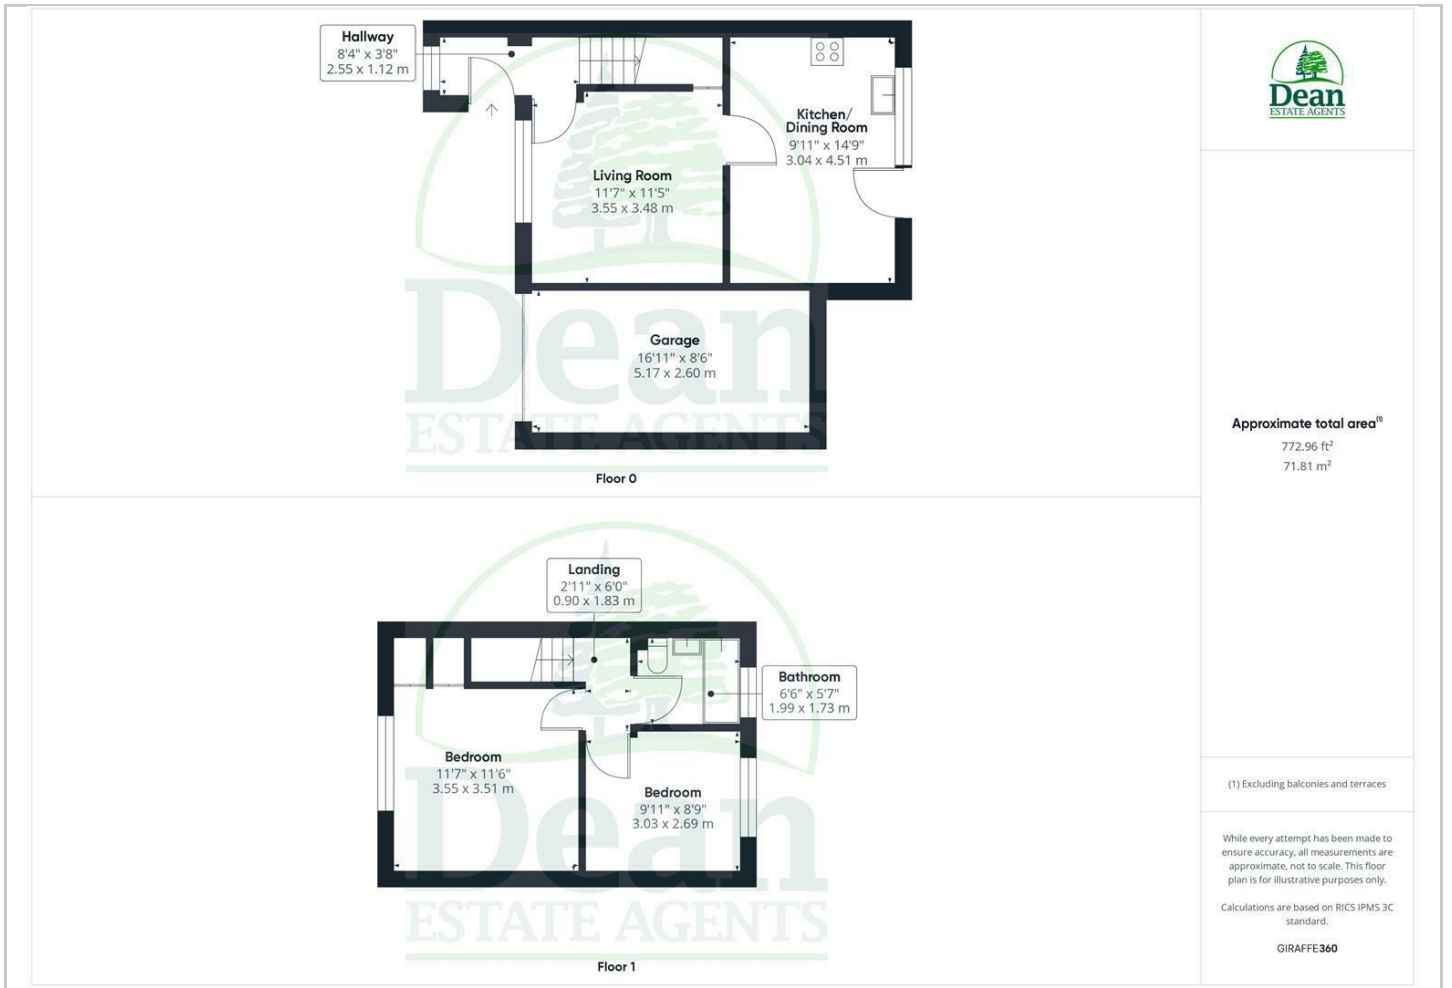 Hallway
8'4" x 3'8"
2.55 x 1.12 m
Kitchen/
Dining Room
9'11" x 14'9"
3.04 x 4.51 m
Living Room
11'7" x 11'5"
3.55 x 3.48 m
Garage
16'11" x 8'6"
5.17 x 2.60 m
Dean
ESTATE AGENTS
Floor 0
Landing
2'11" x 6'0"
0.90 x 1.83 m
Bathroom
6'6" x 5'7"
1.99 x 1.73 m
Bedroom
11'7" x 11'6"
3.55 x 3.51 m
Bedroom
9'11" x 8'9"
3.03 x 2.69 m
Dean
ESTATE AGENTS
Floor 1
Dean
ESTATE AGENTS
Approximate total area(1)
772.96 ft²
71.81 m²
(1) Excluding balconies and terraces
While every attempt has been made to
ensure accuracy, all measurements are
approximate, not to scale. This floor
plan is for illustrative purposes only.
Calculations are based on RICS IPMS 3C
standard.
GIRAFFE360